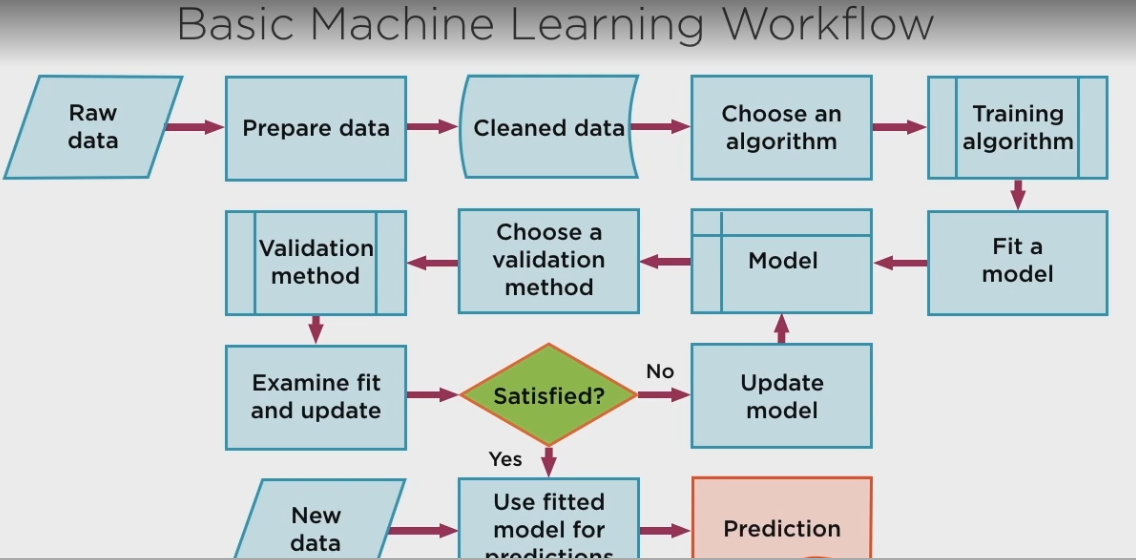 Basic Machine Learning Workflow
Raw
data
Prepare data
Cleaned data
Choose an
algorithm
Training
algorithm
Validation
method
Choose a
validation
method
Model
Fit a
model
Examine fit
and update
Satisfied?
No
Update
model
Yes
New
data
Use fitted
model for
predictions
Prediction